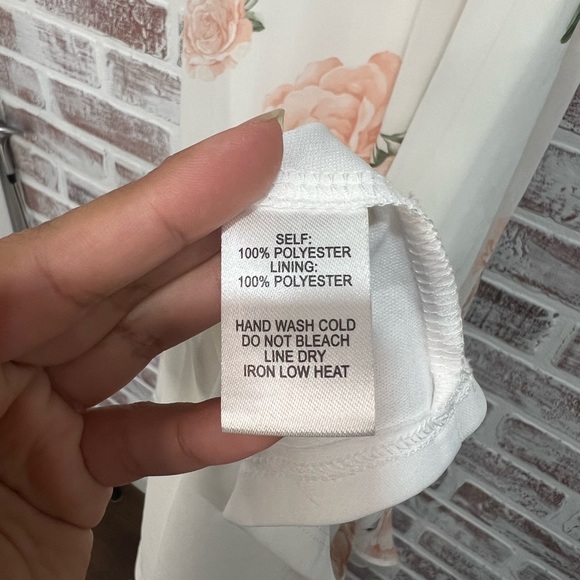 SELF:
100% POLYESTER
LINING:
100% POLYESTER
HAND WASH COLD
DO NOT BLEACH
LINE DRY
IRON LOW HEAT